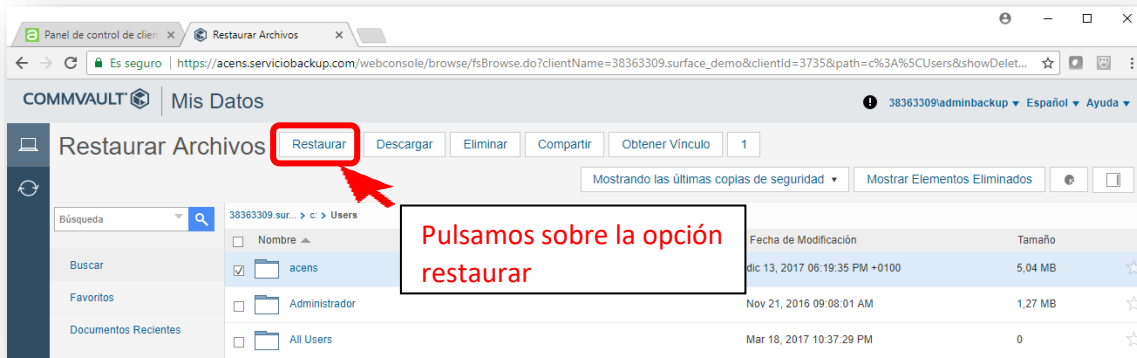 Panel de control de clien
Restaurar Archivos
Es seguro | https://acens.serviciobackup.com/webconsole/browse/fsBrowse.do?clientName=38363309.surface_demo&clientId=3735&path=c%3A%5CUsers&showDelet...
COMMVAULT Mis Datos
38363309\adminbackup Español Ayuda
Restaurar Archivos Restaurar Descargar Eliminar Compartir Obtener Vínculo 1
Mostrando las últimas copias de seguridad Mostrar Elementos Eliminados
Búsqueda
38363309.sur... > c: > Users
Nombre Fecha de Modificación Tamaño
Pulsamos sobre la opción
restaurar
Buscar
acens dic 13, 2017 06:19:35 PM +0100 5,04 MB
Favoritos
Administrador Nov 21, 2016 09:08:01 AM 1,27 MB
Documentos Recientes
All Users Mar 18, 2017 10:37:29 PM 0